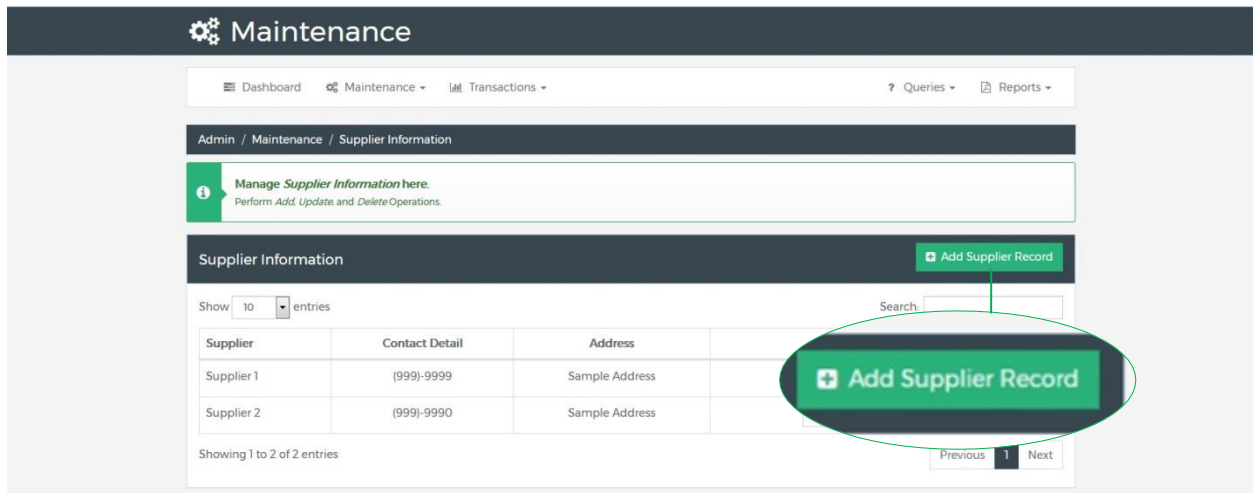 Maintenance
Dashboard Maintenance Transactions ? Queries Reports
Admin / Maintenance / Supplier Information
Manage Supplier Information here.
Perform Add, Update, and Delete Operations.
Supplier Information Add Supplier Record
Show 10 entries Search:
Supplier Contact Detail Address
Supplier 1 (999)-9999 Sample Address
Add Supplier Record
Supplier 2 (999)-9990 Sample Address
Showing 1 to 2 of 2 entries Previous 1 Next